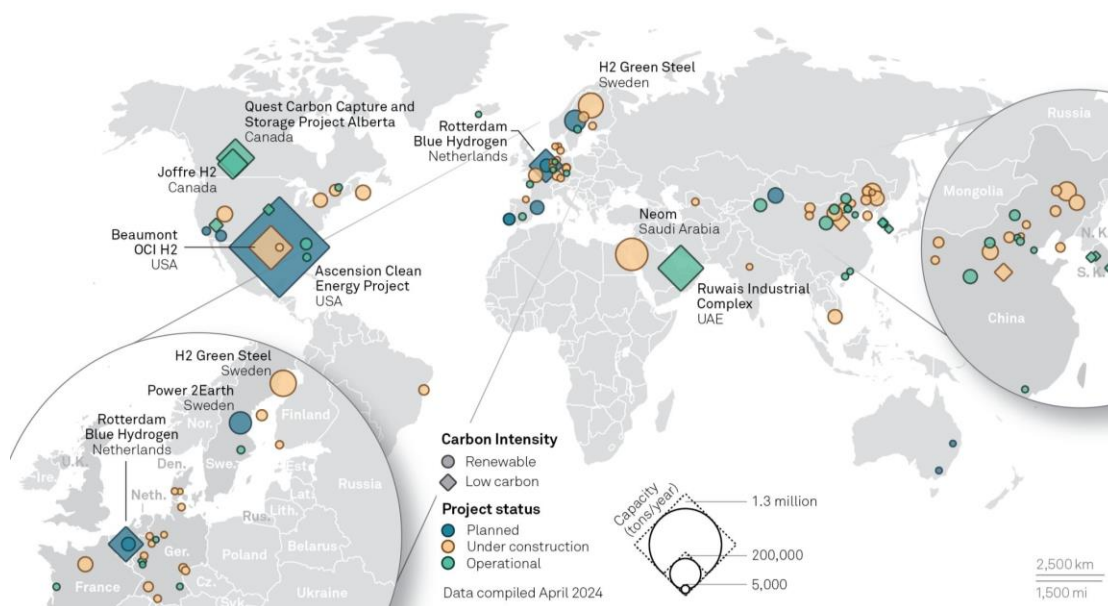 H2 Green Steel
Sweden
Quest Carbon Capture and
Storage Project Alberta
Canada
Rotterdam
Blue Hydrogen
Netherlands
Russia
Joffre H2
Canada
Mongolia
Neom
Saudi Arabia
Beaumont
OCI H2
USA
N. K.
S. K.
Ascension Clean
Energy Project
USA
Ruwais Industrial
Complex
UAE
China
H2 Green Steel
Sweden
Power 2Earth
Sweden
Rotterdam
Blue Hydrogen
Netherlands
Nor.
Finland
U.K.
Ire.
Den.
Swe.
Est.
Russia
Neth.
Lat.
Lith.
Rus.
Belarus
Ger.
Poland
Cz.
France
Ukraine
Svk.
Carbon Intensity
Renewable
Low carbon
Project status
Planned
Under construction
Operational
Data compiled April 2024
Capacity
(tons/year)
1.3 million
200,000
5,000
2,500 km
1,500 mi